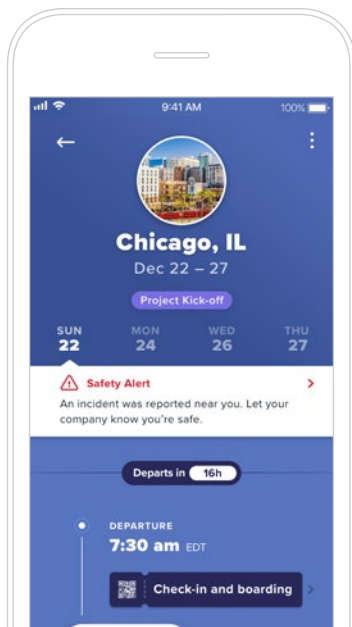 9:41 AM 100%
Chicago, IL
Dec 22 – 27
Project Kick-off
SUN MON WED THU
22 24 26 27
Safety Alert
An incident was reported near you. Let your
company know you're safe.
Departs in 16h
DEPARTURE
7:30 am EDT
Check-in and boarding